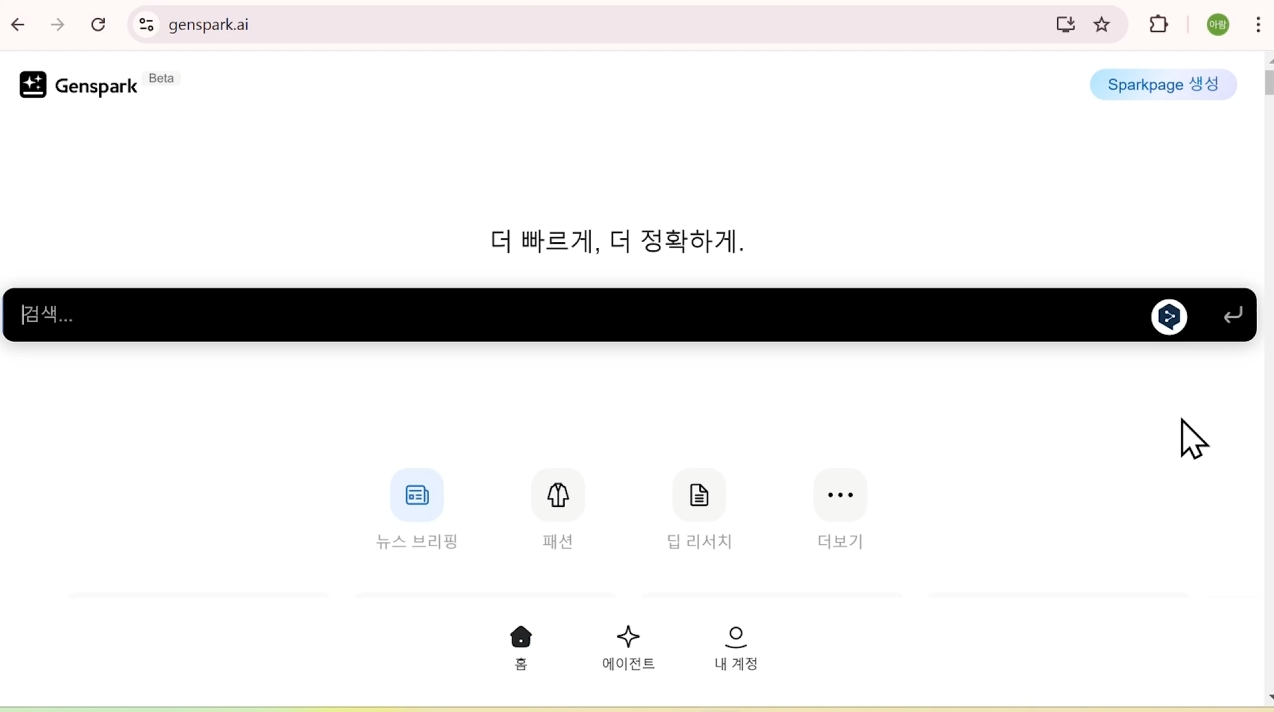 genspark.ai
아람
Genspark Beta
Sparkpage 생성
더 빠르게, 더 정확하게.
검색...
뉴스 브리핑
패션
딥 리서치
더보기
홈
에이전트
내 계정